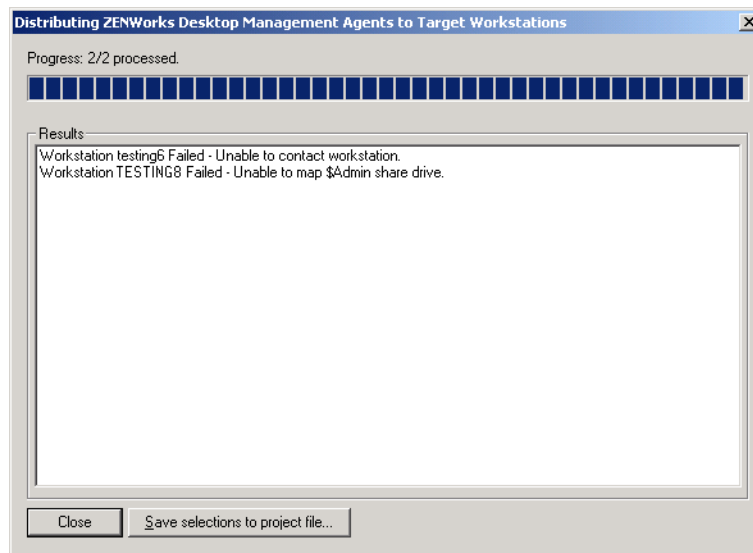 Distributing ZENWorks Desktop Management Agents to Target Workstations
Progress: 2/2 processed.
Results
Workstation testing6 Failed - Unable to contact workstation.
Workstation TESTING8 Failed - Unable to map $Admin share drive.
Close
Save selections to project file...